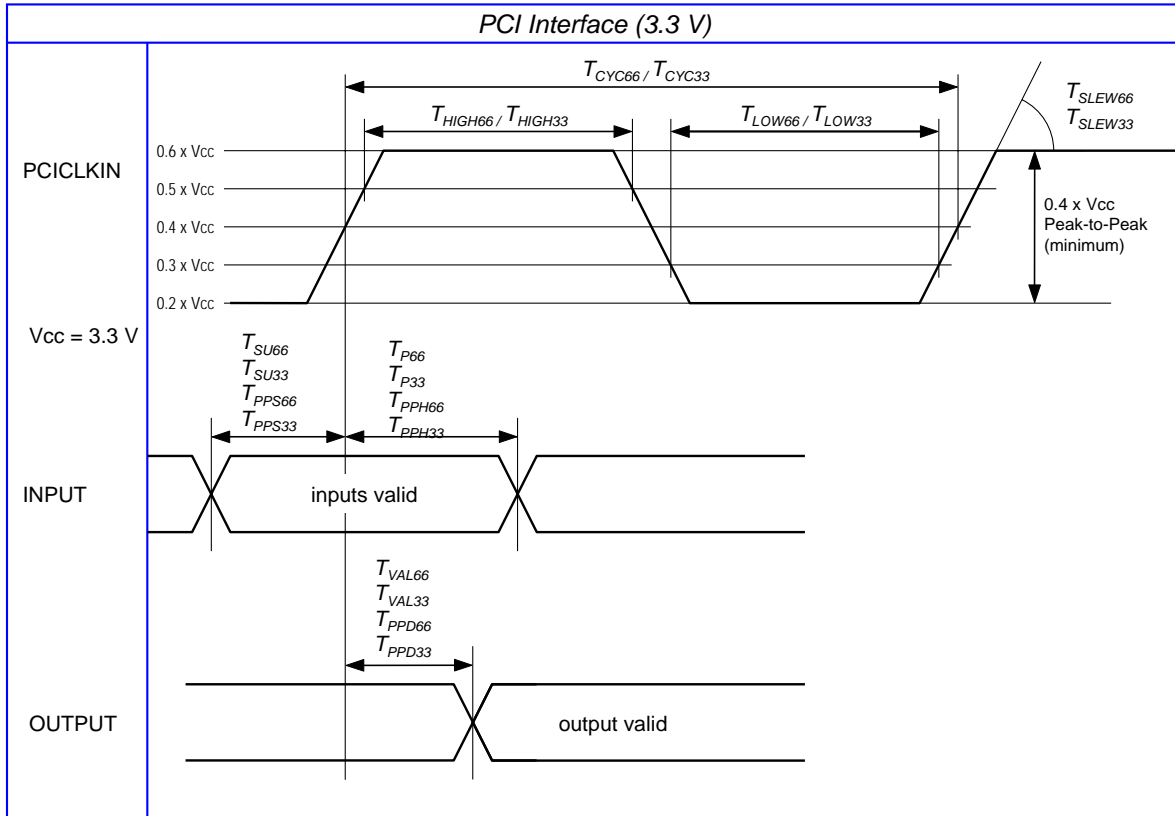 PCI Interface (3.3 V)
TCYC66 / TCYC33
THIGH66 / THIGH33
TLOW66 / TLOW33
TSLEW66
TSLEW33
PCICLKIN
0.6 x Vcc
0.5 x Vcc
0.4 x Vcc
0.3 x Vcc
0.2 x Vcc
0.4 x Vcc
Peak-to-Peak
(minimum)
Vcc = 3.3 V
TSU66
TSU33
TPPS66
TPPS33
TP66
TP33
TPPH66
TPPH33
INPUT
inputs valid
TVAL66
TVAL33
TPPD66
TPPD33
OUTPUT
output valid